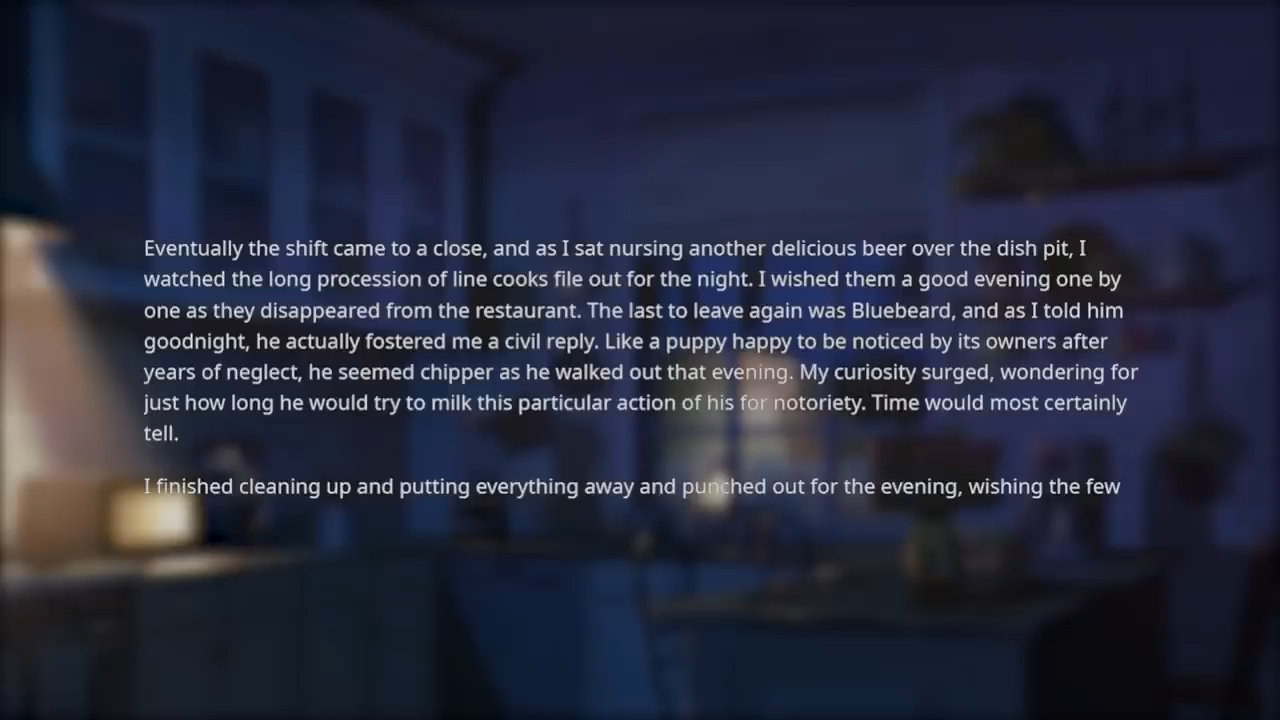 Eventually the shift came to a close, and as I sat nursing another delicious beer over the dish pit, I
watched the long procession of line cooks file out for the night. I wished them a good evening one by
one as they disappeared from the restaurant. The last to leave again was Bluebeard, and as I told him
goodnight, he actually fostered me a civil reply. Like a puppy happy to be noticed by its owners after
years of neglect, he seemed chipper as he walked out that evening. My curiosity surged, wondering for
just how long he would try to milk this particular action of his for notoriety. Time would most certainly
tell.
I finished cleaning up and putting everything away and punched out for the evening, wishing the few